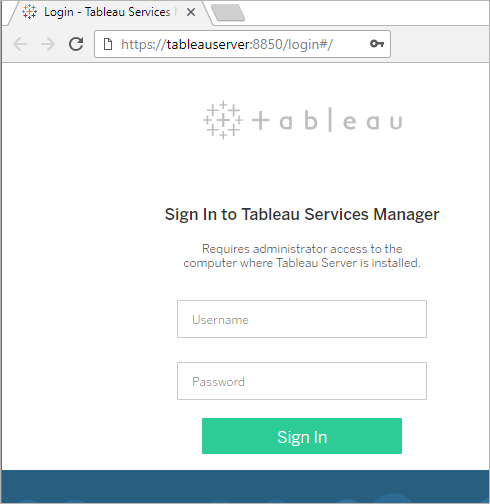 Login - Tableau Services
https://tableauserver:8850/login#/
+ableau
Sign In to Tableau Services Manager
Requires administrator access to the
computer where Tableau Server is installed.
Username
Password
Sign In